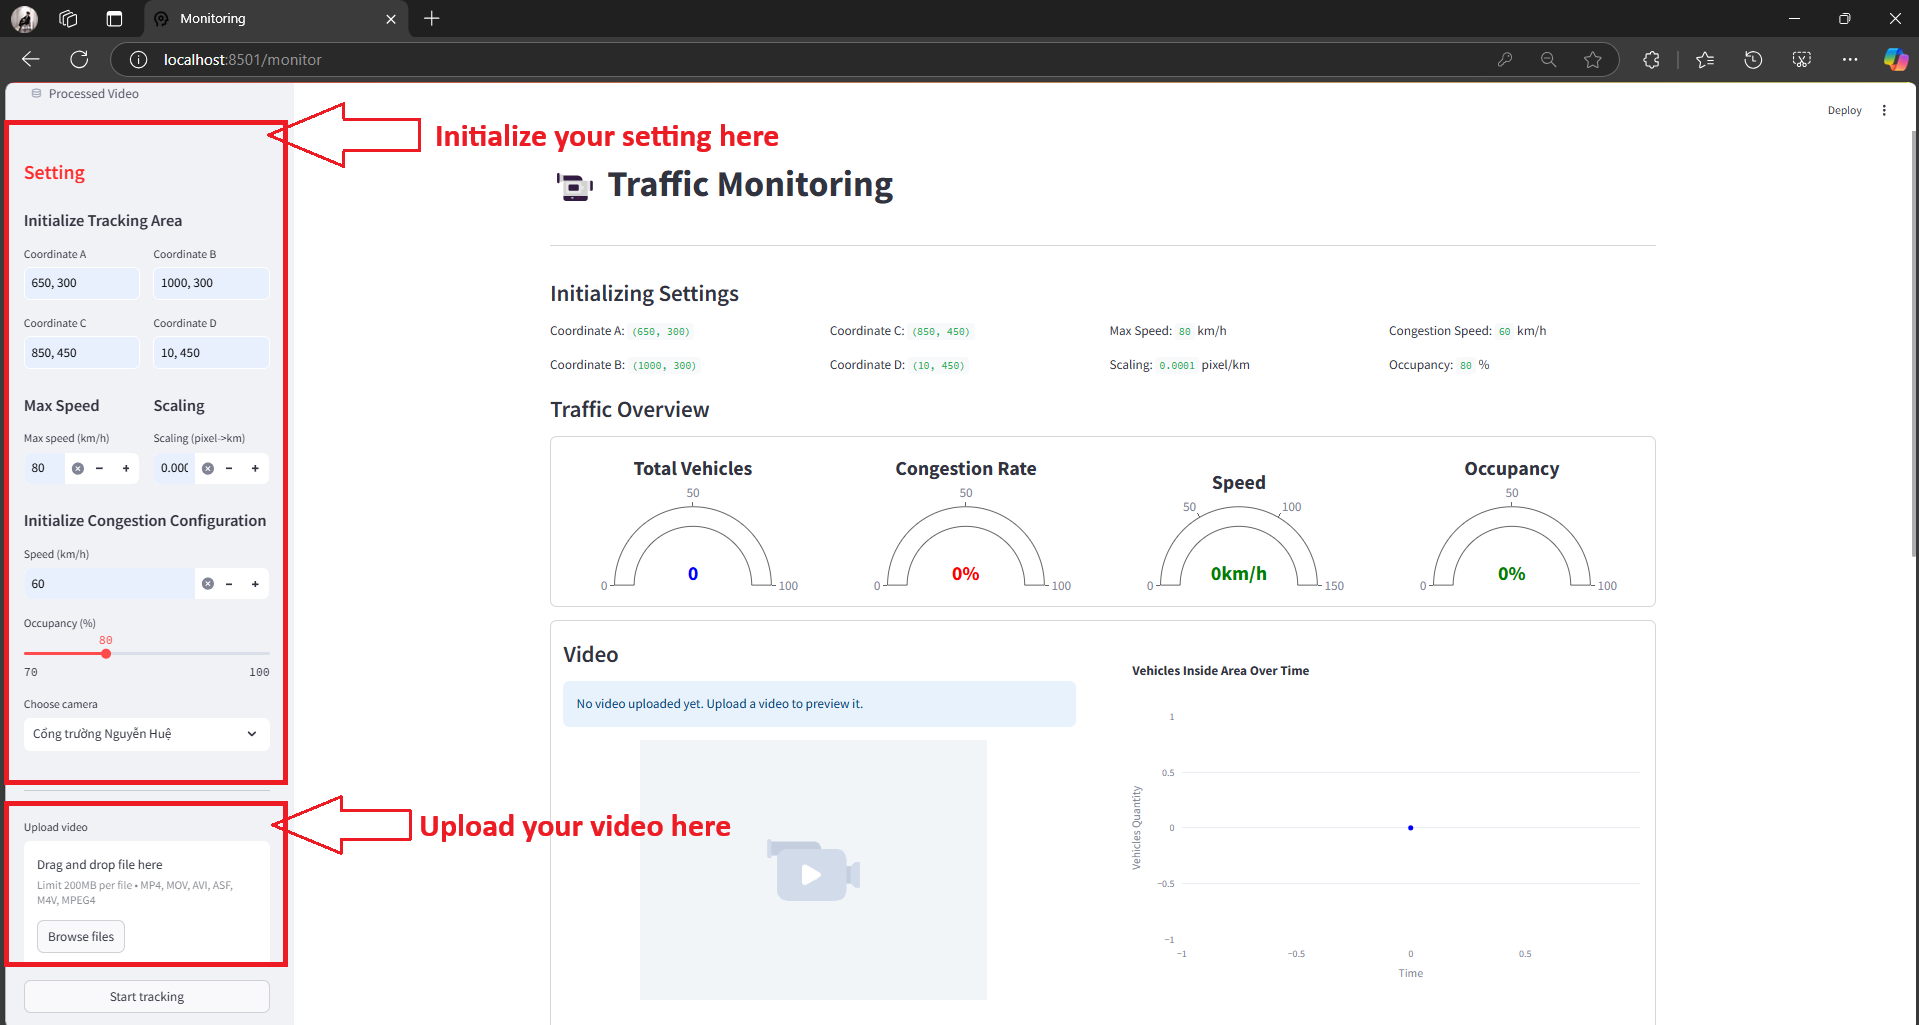 Monitoring
localhost:8501/monitor
Processed Video
Deploy
Initialize your setting here
Setting
Initialize Tracking Area
Coordinate A
Coordinate B
650, 300
1000, 300
Coordinate C
Coordinate D
850, 450
10, 450
Max Speed
Scaling
Max speed (km/h)
Scaling (pixel->km)
80
0.000
Initialize Congestion Configuration
Speed (km/h)
60
Occupancy (%)
80
70
100
Choose camera
Cổng trường Nguyễn Huệ
Upload your video here
Upload video
Drag and drop file here
Limit 200MB per file • MP4, MOV, AVI, ASF,
M4V, MPEG4
Browse files
Start tracking
Traffic Monitoring
Initializing Settings
Coordinate A: (650, 300)
Coordinate C: (850, 450)
Max Speed: 80 km/h
Congestion Speed: 60 km/h
Coordinate B: (1000, 300)
Coordinate D: (10, 450)
Scaling: 0.0001 pixel/km
Occupancy: 80 %
Traffic Overview
Total Vehicles
50
0
0
100
Congestion Rate
50
0
0%
100
Speed
50
100
0
0km/h
150
Occupancy
50
0
0%
100
Video
No video uploaded yet. Upload a video to preview it.
Vehicles Inside Area Over Time
Vehicles Quantity
1
0.5
0
−0.5
−1
−1
−0.5
0
0.5
Time